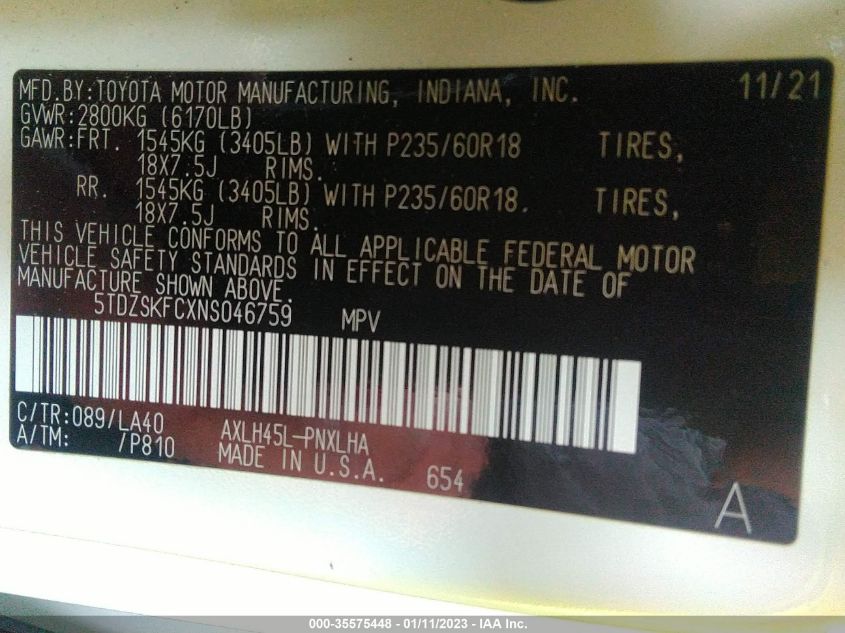 MFD.BY:TOYOTA MOTOR MANUFACTURING, INDIANA, INC. 11/21
GVWR:2800KG (6170LB)
GAWR:FRT. 1545KG (3405LB) WITH P235/60R18 TIRES,
18X7.5J RIMS.
RR. 1545KG (3405LB) WITH P235/60R18. TIRES,
18X7.5J RIMS.
THIS VEHICLE CONFORMS TO ALL APPLICABLE FEDERAL MOTOR
VEHICLE SAFETY STANDARDS IN EFFECT ON THE DATE OF
MANUFACTURE SHOWN ABOVE.
5TDZSKFCXNS046759 MPV
C/TR:089/LA40 AXLH45L-PNXLHA
A/TM: /P810 MADE IN U.S.A. 654
A
000-35575448 - 01/11/2023 - IAA Inc.